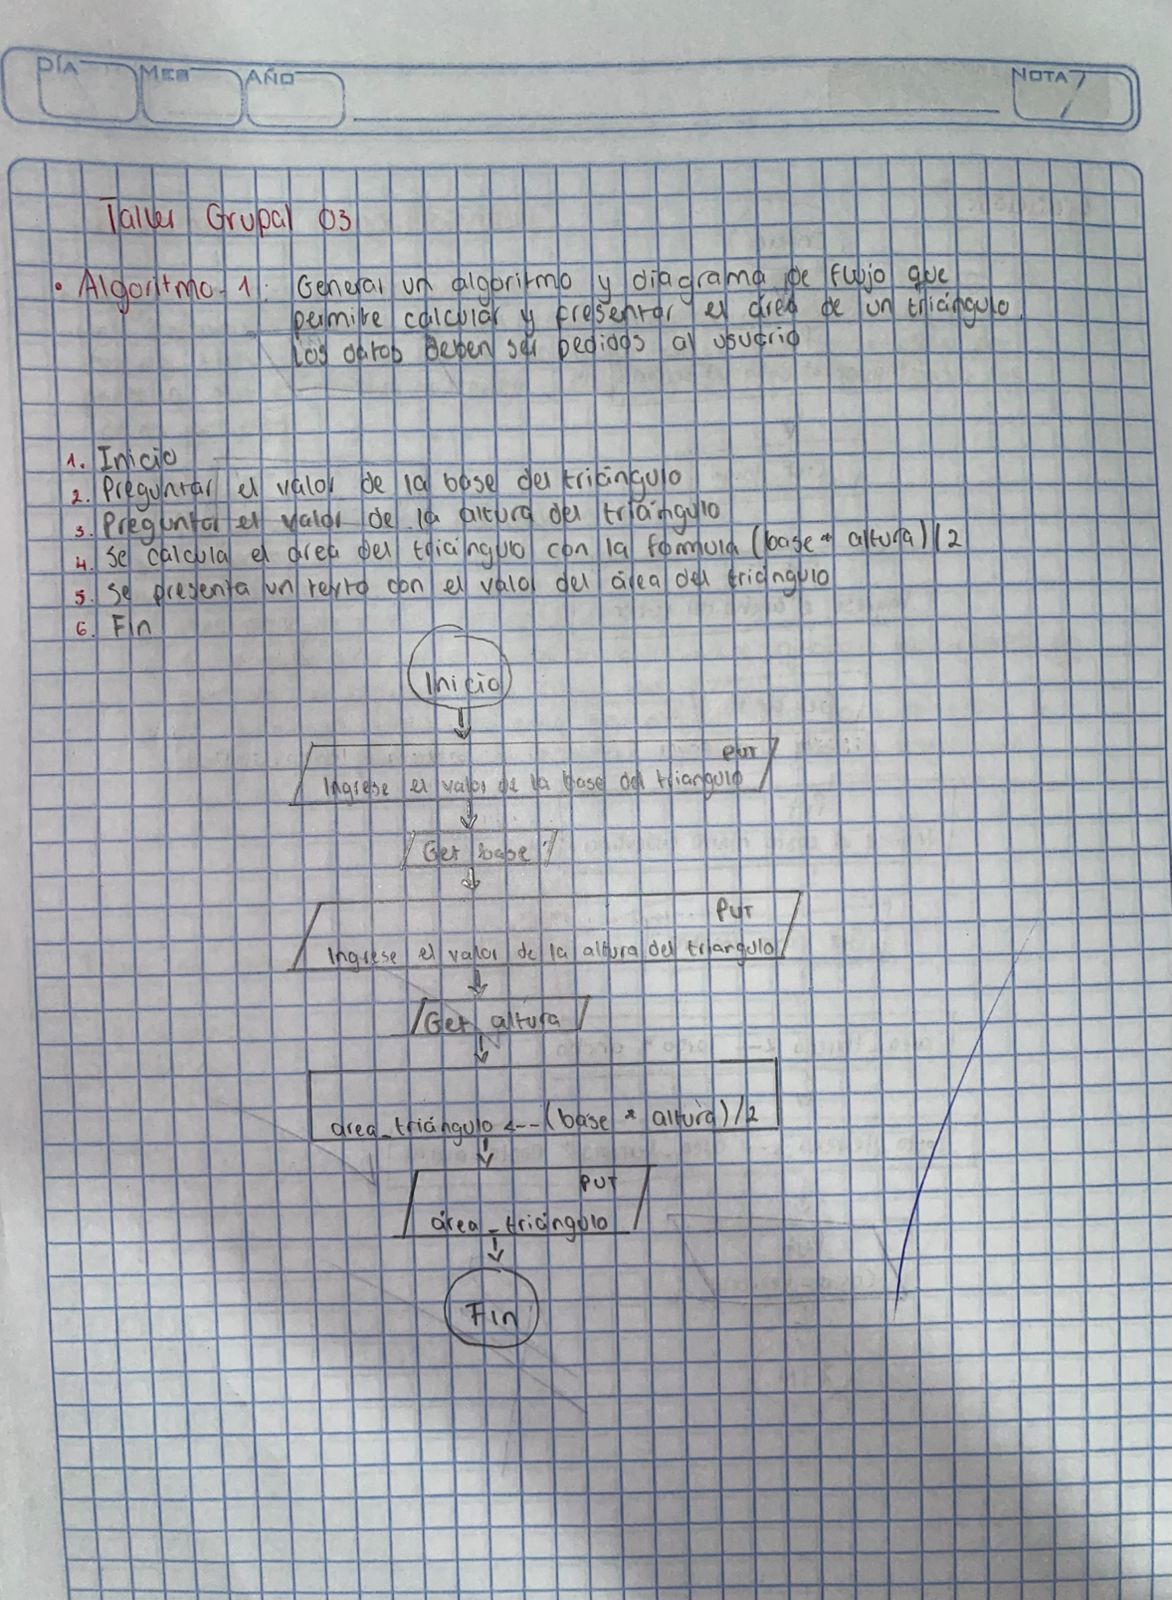 DÍA MES AÑO NOTA
Taller Grupal 03
• Algoritmo 1: Generar un algoritmo y diagrama de flujo que
permite calcular y presentar el área de un triángulo.
Los datos deben ser pedidos al usuario
1. Inicio
2. Preguntar el valor de la base del triángulo
3. Preguntar el valor de la altura del triángulo
4. Se calcula el área del triángulo con la formula (base * altura)/2
5. Se presenta un texto con el valor del área del triángulo
6. Fin
Inicio
PUT
Ingrese el valor de la base del triangulo
Get base
PUT
Ingrese el valor de la altura del triangulo
Get altura
área_triángulo <-- (base * altura)/2
PUT
área_triángulo
Fin